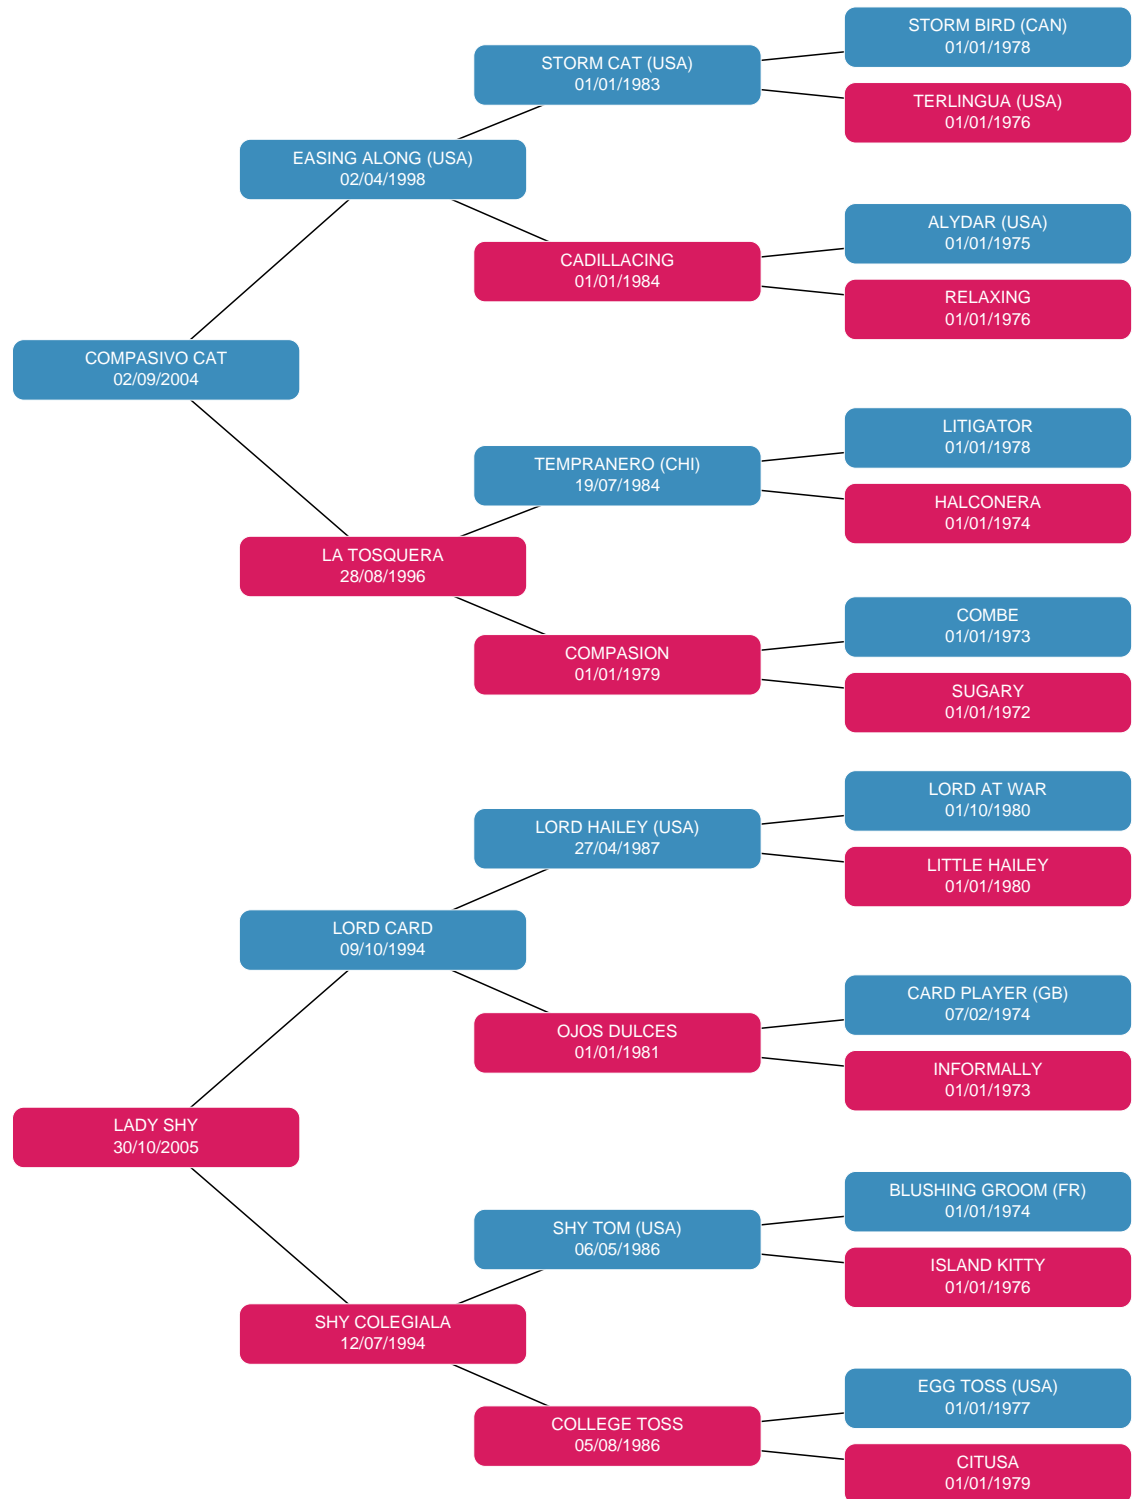 STORM BIRD (CAN)
01/01/1978
STORM CAT (USA)
01/01/1983
TERLINGUA (USA)
01/01/1976
EASING ALONG (USA)
02/04/1998
ALYDAR (USA)
01/01/1975
CADILLACING
01/01/1984
RELAXING
01/01/1976
COMPASIVO CAT
02/09/2004
LITIGATOR
01/01/1978
TEMPRANERO (CHI)
19/07/1984
HALCONERA
01/01/1974
LA TOSQUERA
28/08/1996
COMBE
01/01/1973
COMPASION
01/01/1979
SUGARY
01/01/1972
LORD AT WAR
01/10/1980
LORD HAILEY (USA)
27/04/1987
LITTLE HAILEY
01/01/1980
LORD CARD
09/10/1994
CARD PLAYER (GB)
07/02/1974
OJOS DULCES
01/01/1981
INFORMALLY
01/01/1973
LADY SHY
30/10/2005
BLUSHING GROOM (FR)
01/01/1974
SHY TOM (USA)
06/05/1986
ISLAND KITTY
01/01/1976
SHY COLEGIALA
12/07/1994
EGG TOSS (USA)
01/01/1977
COLLEGE TOSS
05/08/1986
CITUSA
01/01/1979